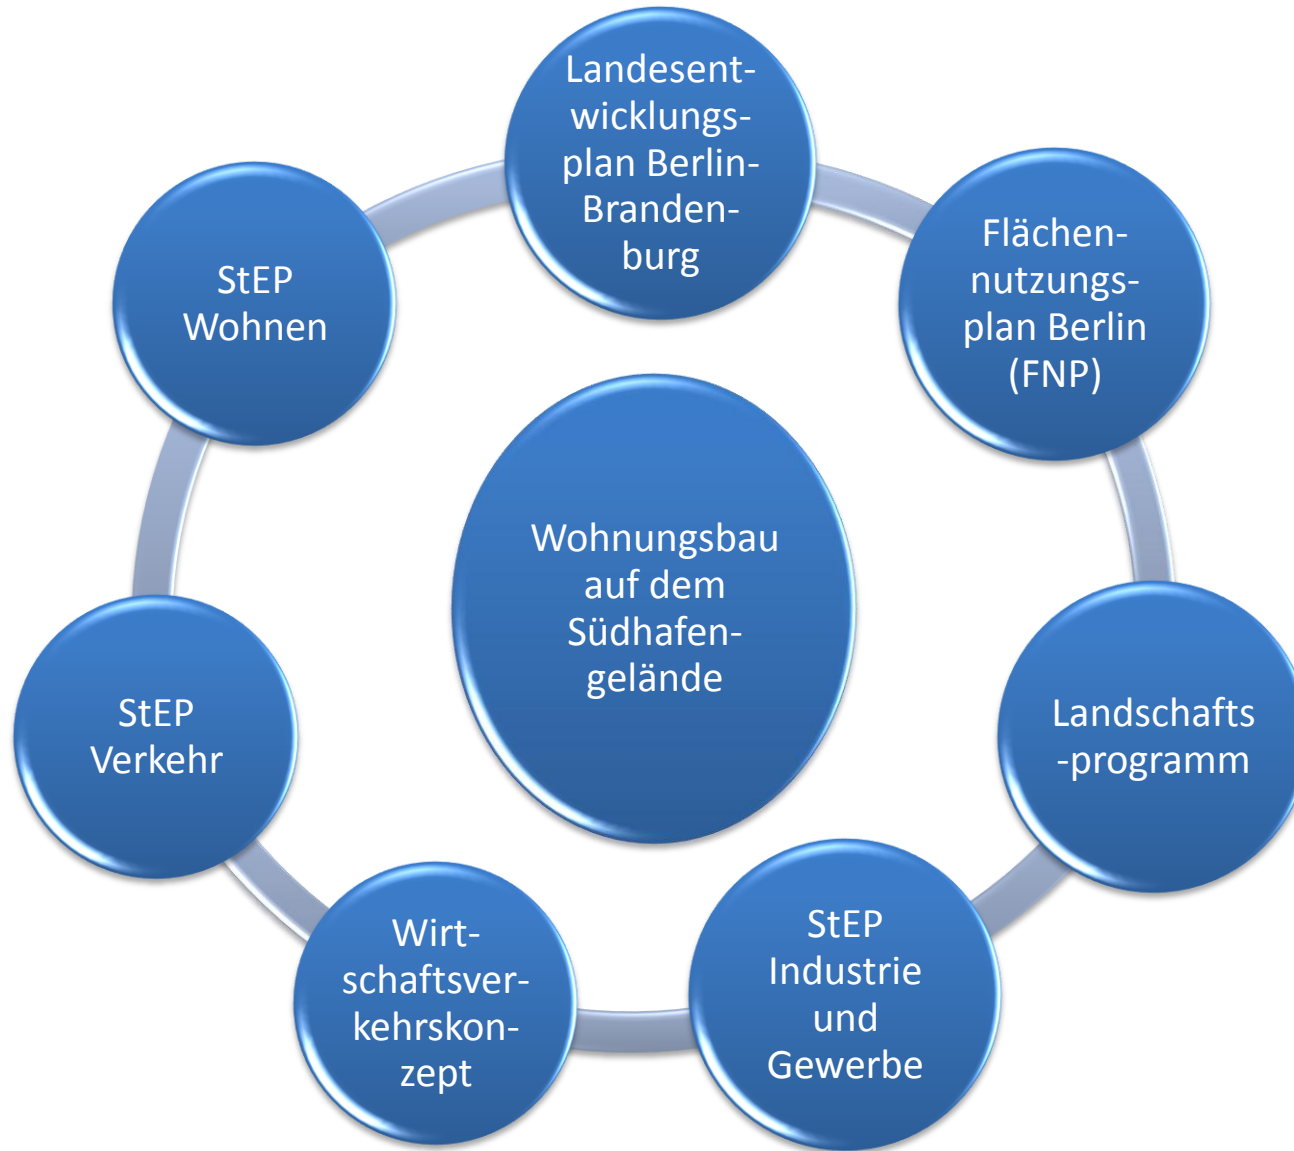 Landesent-
wicklungs-
plan Berlin-
Branden-
burg
Flächen-
nutzungs-
plan Berlin
(FNP)
Landschafts
-programm
StEP
Industrie
und
Gewerbe
Wirt-
schaftsver-
kehrskon-
zept
StEP
Verkehr
StEP
Wohnen
Wohnungsbau
auf dem
Südhafen-
gelände